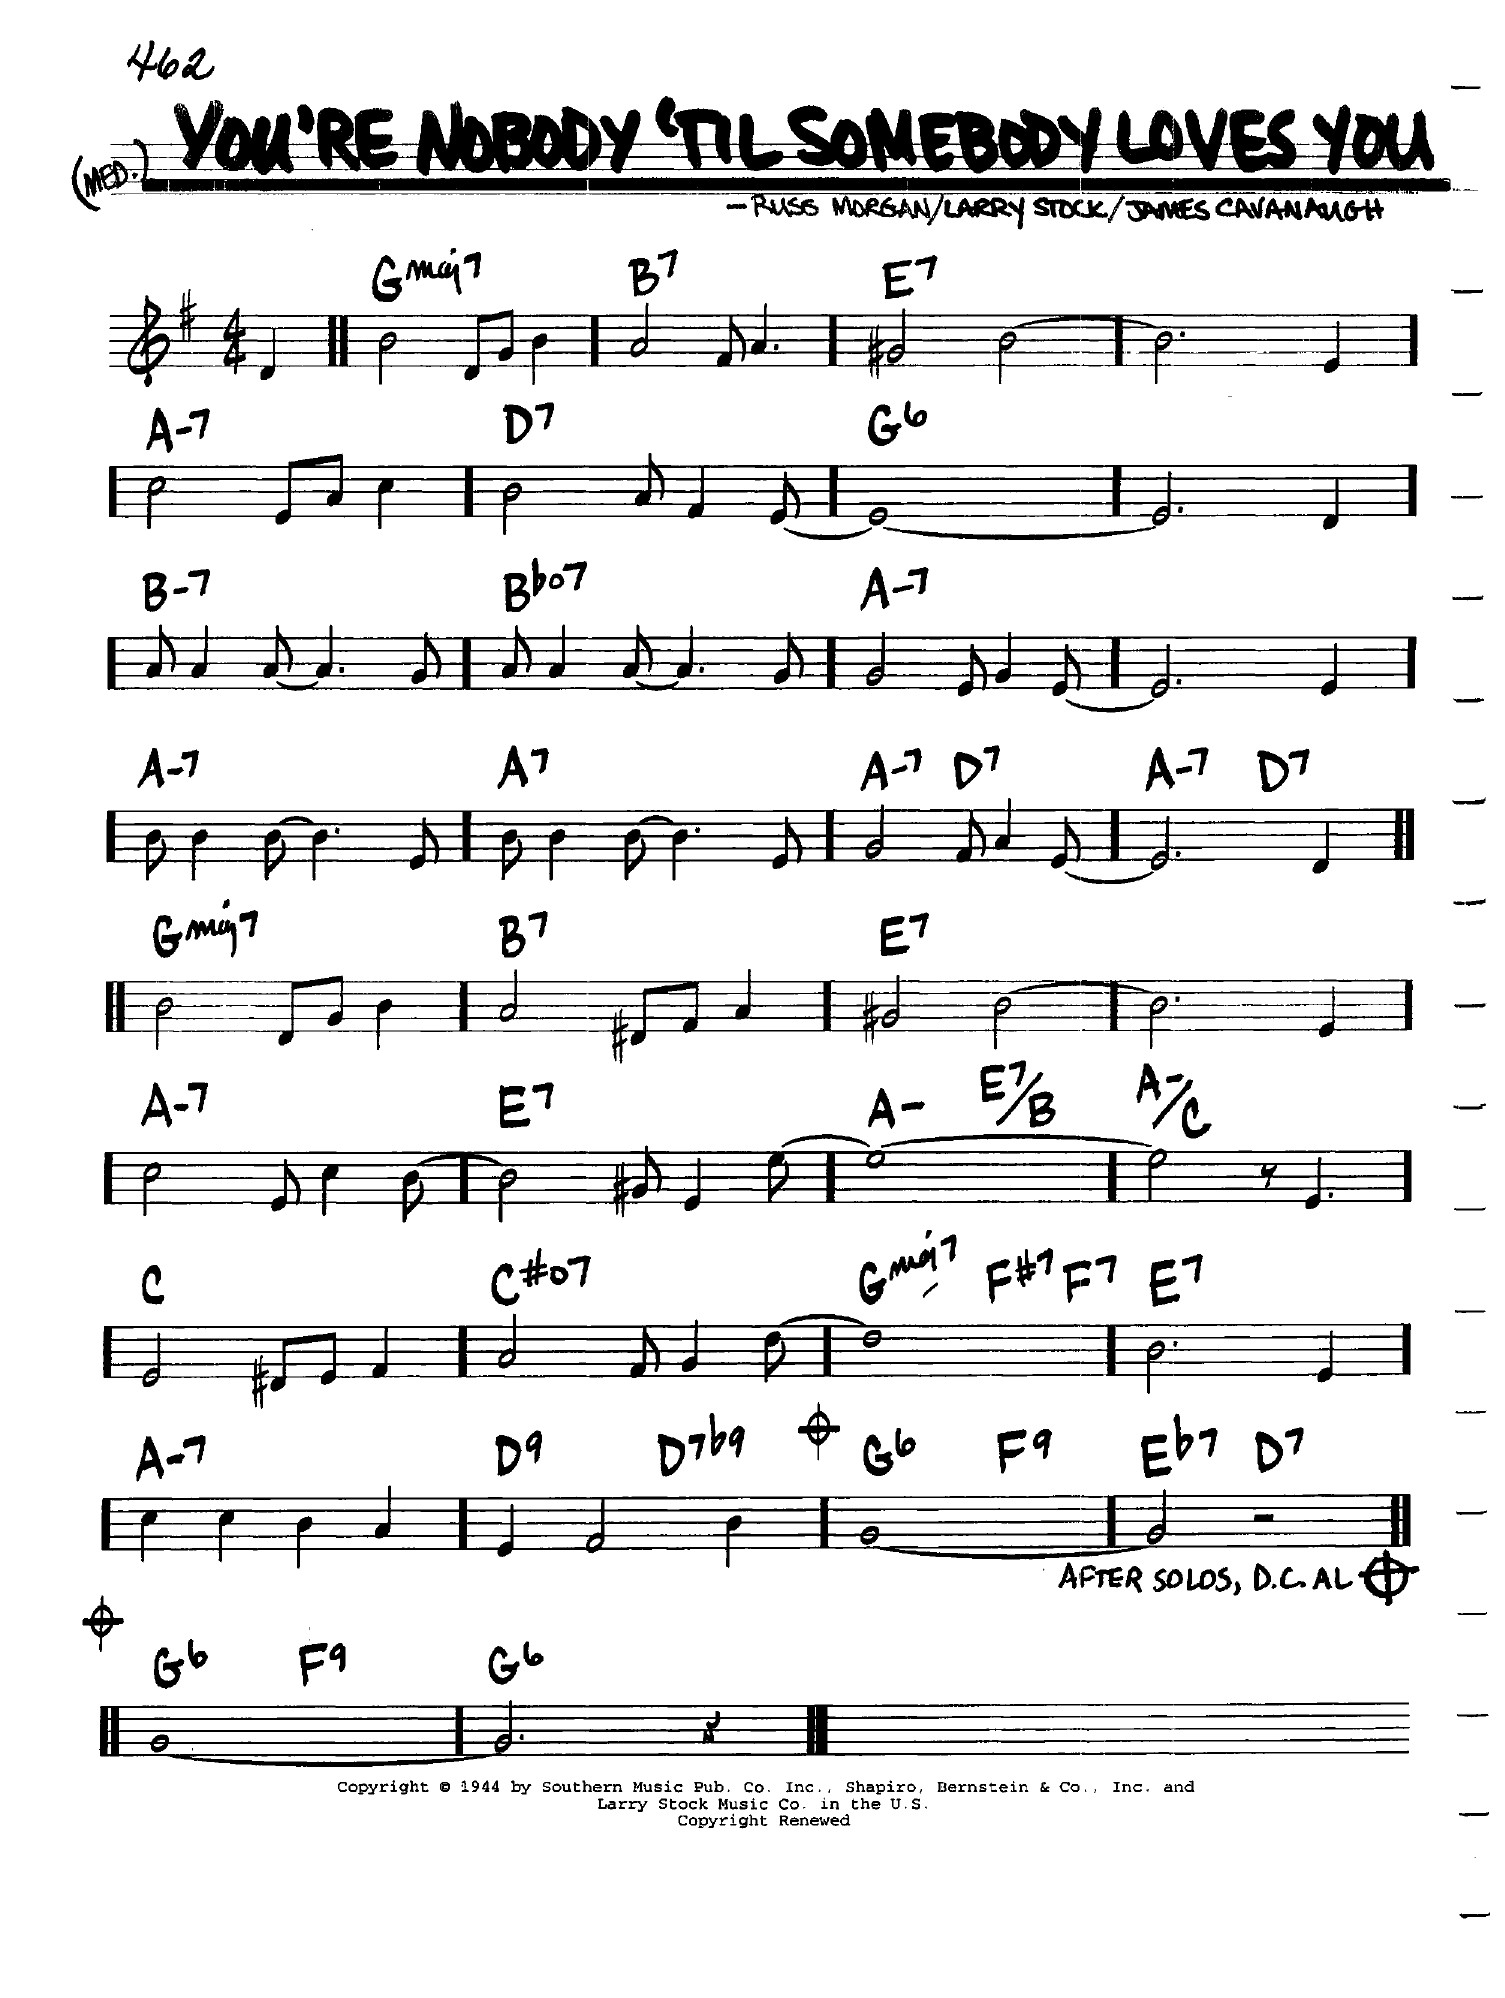 462
YOU'RE NOBODY 'TIL SOMEBODY LOVES YOU
(MED.)
— RUSS MORGAN/LARRY STOCK/JAMES CAVANAUGH
Gmaj7 B7 E7
4
4
A-7 D7 G6
B-7 Bbo7 A-7
A-7 A7 A-7 D7 A-7 D7
Gmaj7 B7 E7
A-7 E7 A- E7/B A-/C
C C#o7 Gmaj7 F#7 F7 E7
A-7 D9 D7b9 G6 F9 Eb7 D7
AFTER SOLOS, D.C. AL
G6 F9 G6
Copyright © 1944 by Southern Music Pub. Co. Inc., Shapiro, Bernstein & Co., Inc. and
Larry Stock Music Co. in the U.S.
Copyright Renewed